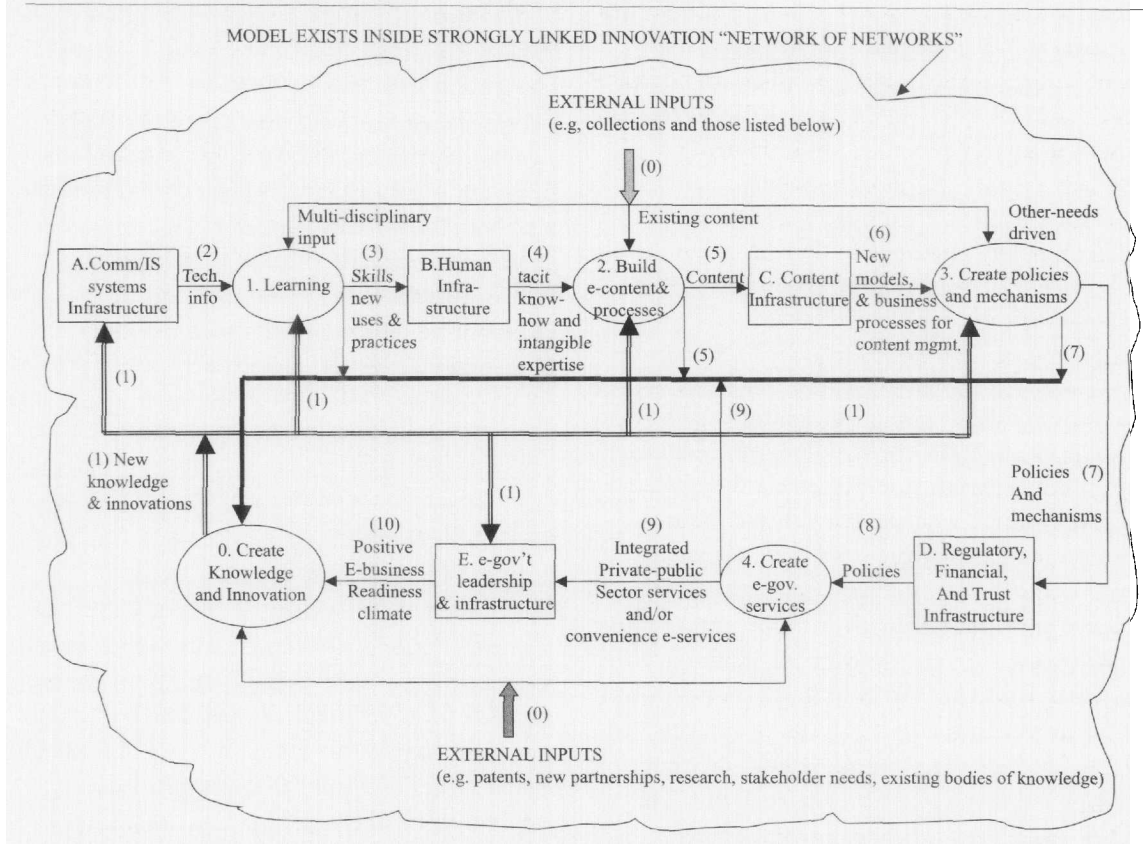 MODEL EXISTS INSIDE STRONGLY LINKED INNOVATION “NETWORK OF NETWORKS”
EXTERNAL INPUTS
(e.g, collections and those listed below)
(0)
Multi-disciplinary
input
Existing content
Other-needs
driven
A.Comm/IS
systems
Infrastructure
(2)
Tech
info
1. Learning
(3)
Skills,
new
uses &
practices
B.Human
Infra-
structure
(4)
tacit
know-
how and
intangible
expertise
2. Build
e-content&
processes
(5)
Content
C. Content
Infrastructure
(6)
New
models,
& business
processes for
content mgmt.
3. Create policies
and mechanisms
(1)
(1)
(5)
(1)
(9)
(1)
(7)
(1) New
knowledge
& innovations
(1)
Policies (7)
And
mechanisms
0. Create
Knowledge
and Innovation
(10)
Positive
E-business
Readiness
climate
E. e-gov’t
leadership
& infrastructure
(9)
Integrated
Private-public
Sector services
and/or
convenience e-services
4. Create
e-gov.
services
(8)
Policies
D. Regulatory,
Financial,
And Trust
Infrastructure
(0)
EXTERNAL INPUTS
(e.g. patents, new partnerships, research, stakeholder needs, existing bodies of knowledge)